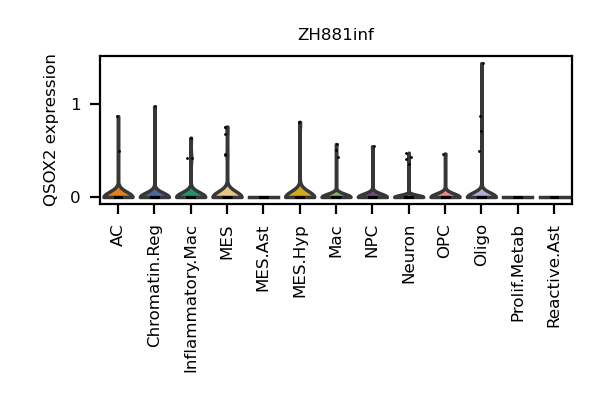 ZH881inf
QSOX2 expression
1
0
AC
Chromatin.Reg
Inflammatory.Mac
MES
MES.Ast
MES.Hyp
Mac
NPC
Neuron
OPC
Oligo
Prolif.Metab
Reactive.Ast